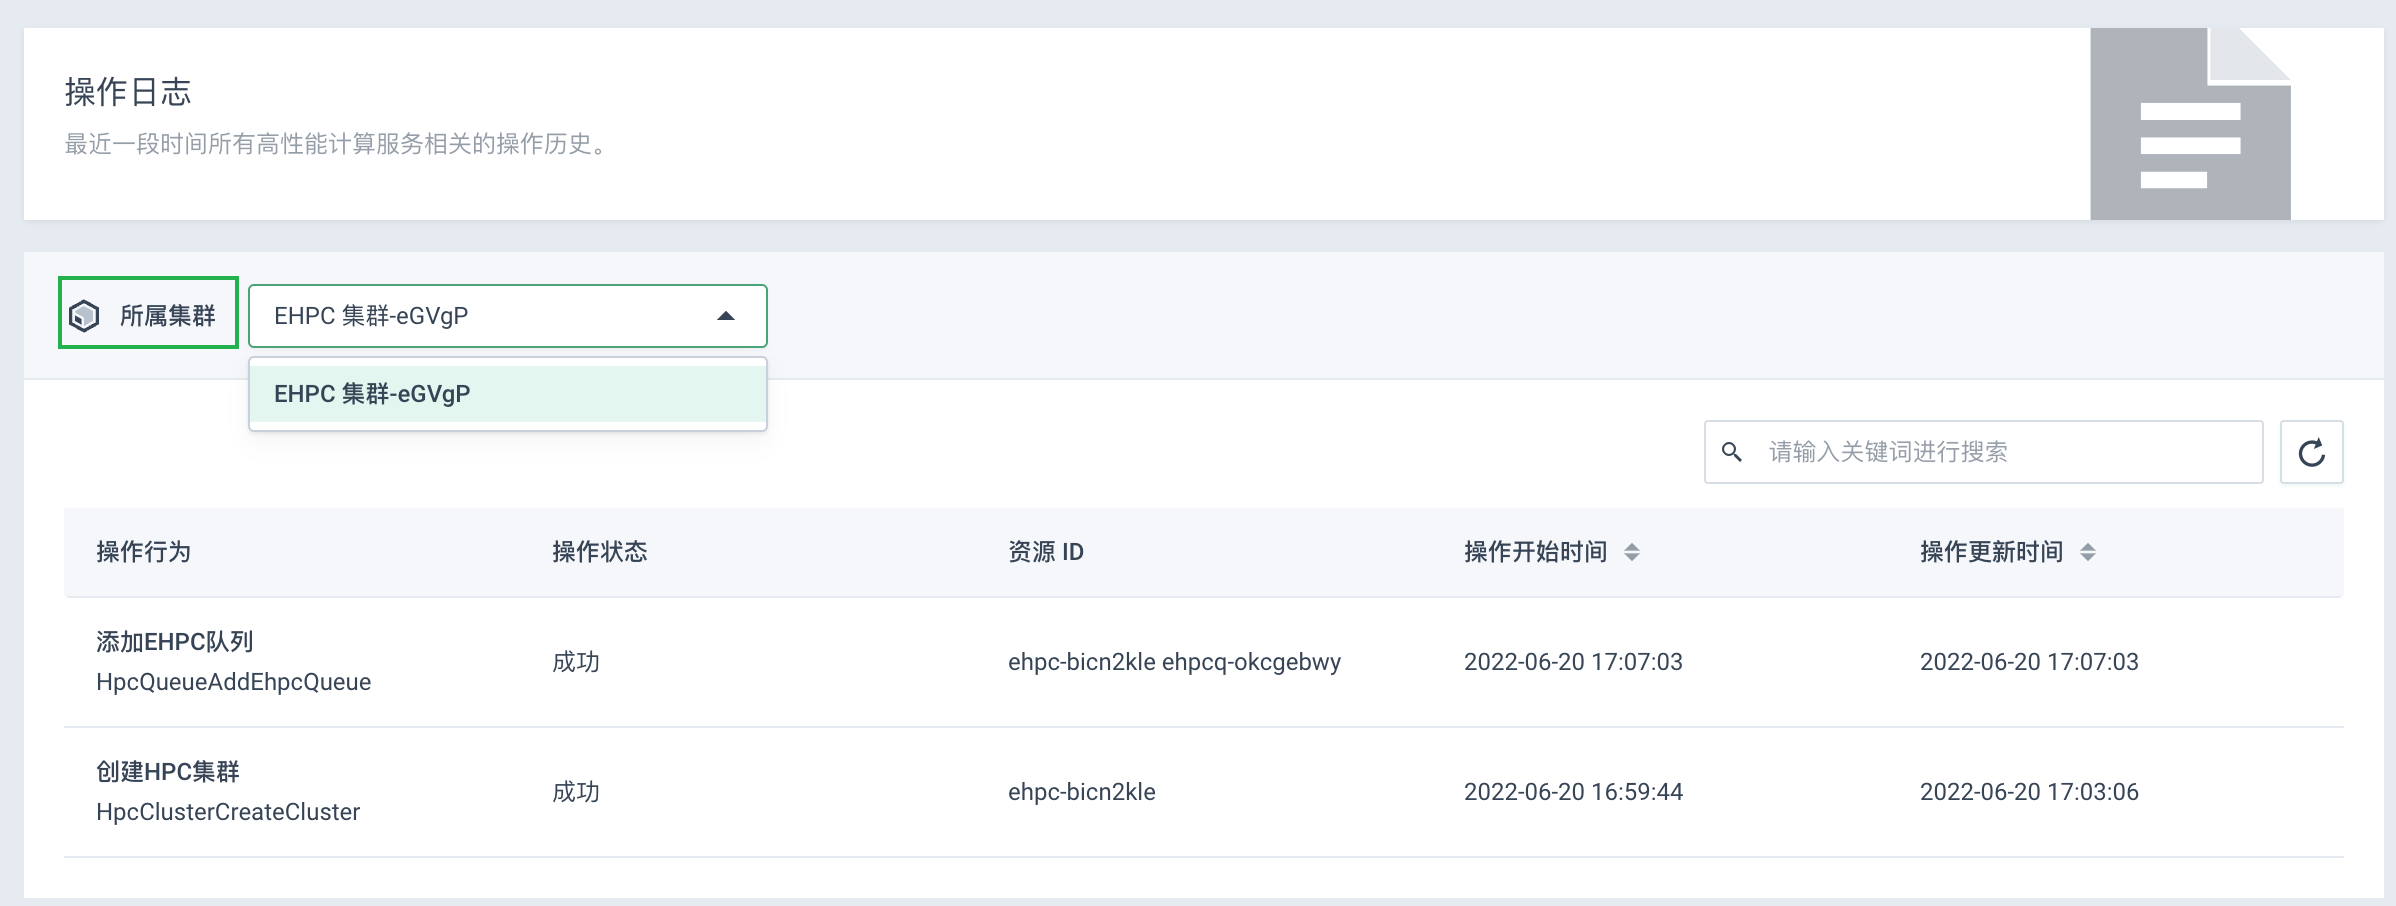 操作日志
最近一段时间所有高性能计算服务相关的操作历史。
所属集群
EHPC 集群-eGVgP
EHPC 集群-eGVgP
请输入关键词进行搜索
操作行为 操作状态 资源 ID 操作开始时间 操作更新时间
添加EHPC队列
HpcQueueAddEhpcQueue
成功
ehpc-bicn2kle ehpcq-okcgebwy
2022-06-20 17:07:03
2022-06-20 17:07:03
创建HPC集群
HpcClusterCreateCluster
成功
ehpc-bicn2kle
2022-06-20 16:59:44
2022-06-20 17:03:06